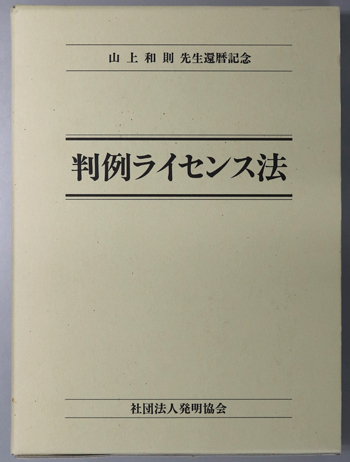 山上和則 先生還暦記念
判例ライセンス法
社団法人発明協会